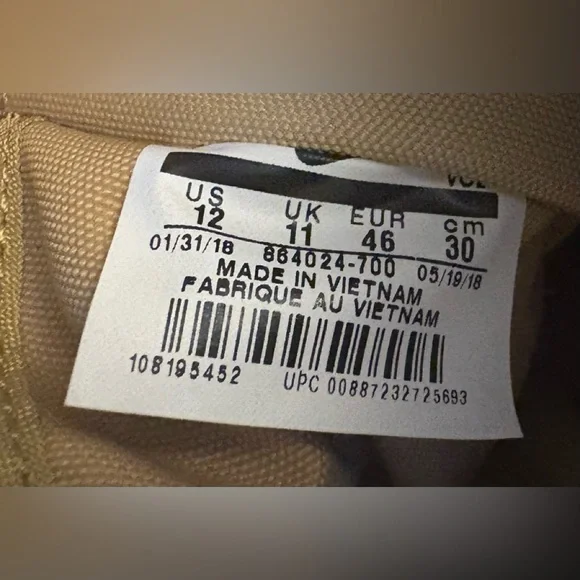 US UK EUR cm
12 11 46 30
01/31/18 864024-700 05/19/18
MADE IN VIETNAM
FABRIQUE AU VIETNAM
108195452 UPC 00887232725693